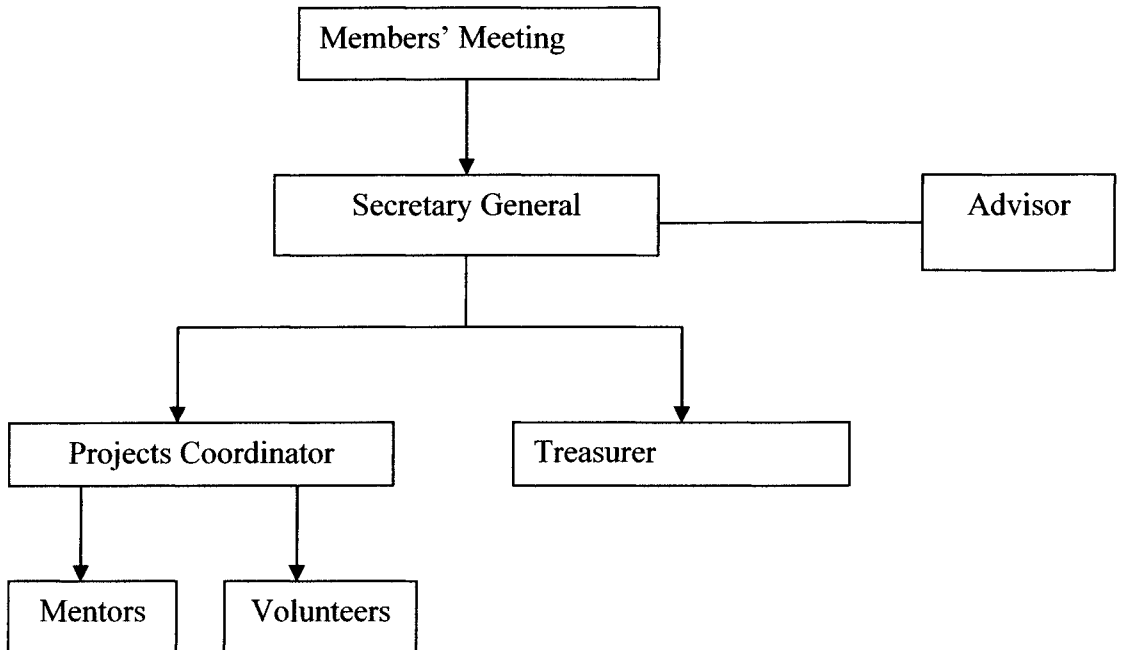 Members’ Meeting
Secretary General
Advisor
Projects Coordinator
Treasurer
Mentors
Volunteers